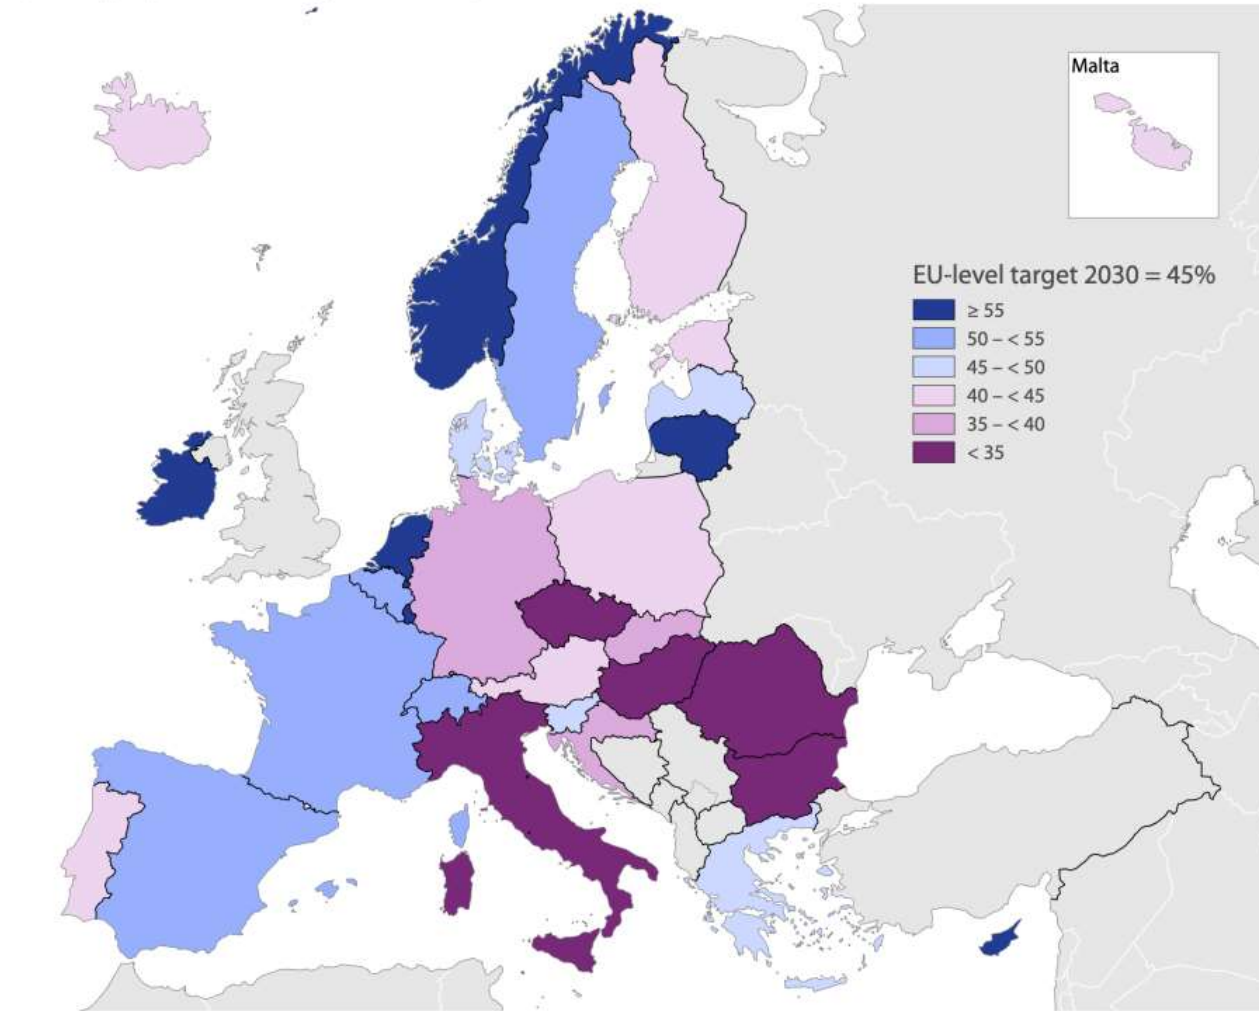 Malta
EU-level target 2030 = 45%
≥ 55
50 – < 55
45 – < 50
40 – < 45
35 – < 40
< 35